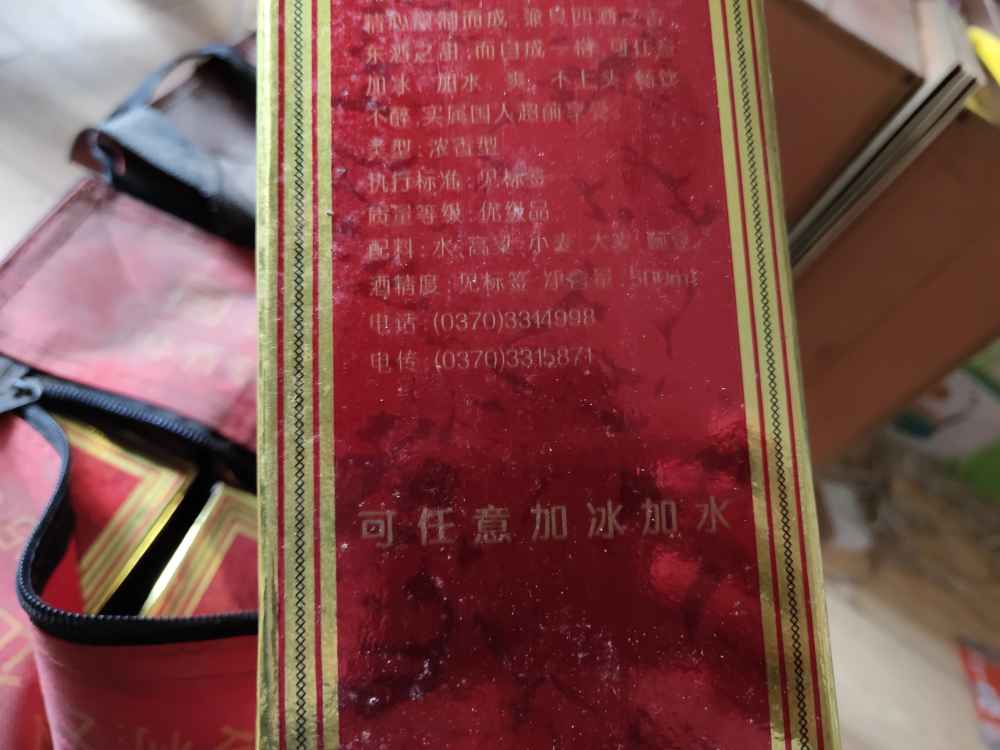 精心酿制而成,兼具四酒之香,
东酒之甜,而自成一格,可任意
加冰、加水,爽、不上头,畅饮
不醉,实属国人超前享受。
类型:浓香型
执行标准:见标签
质量等级:优级品
配料:水、高粱、小麦、大麦、豌豆
酒精度:见标签 净含量:500ml
电话:(0370)3314998
电传:(0370)3315871
可任意加冰加水